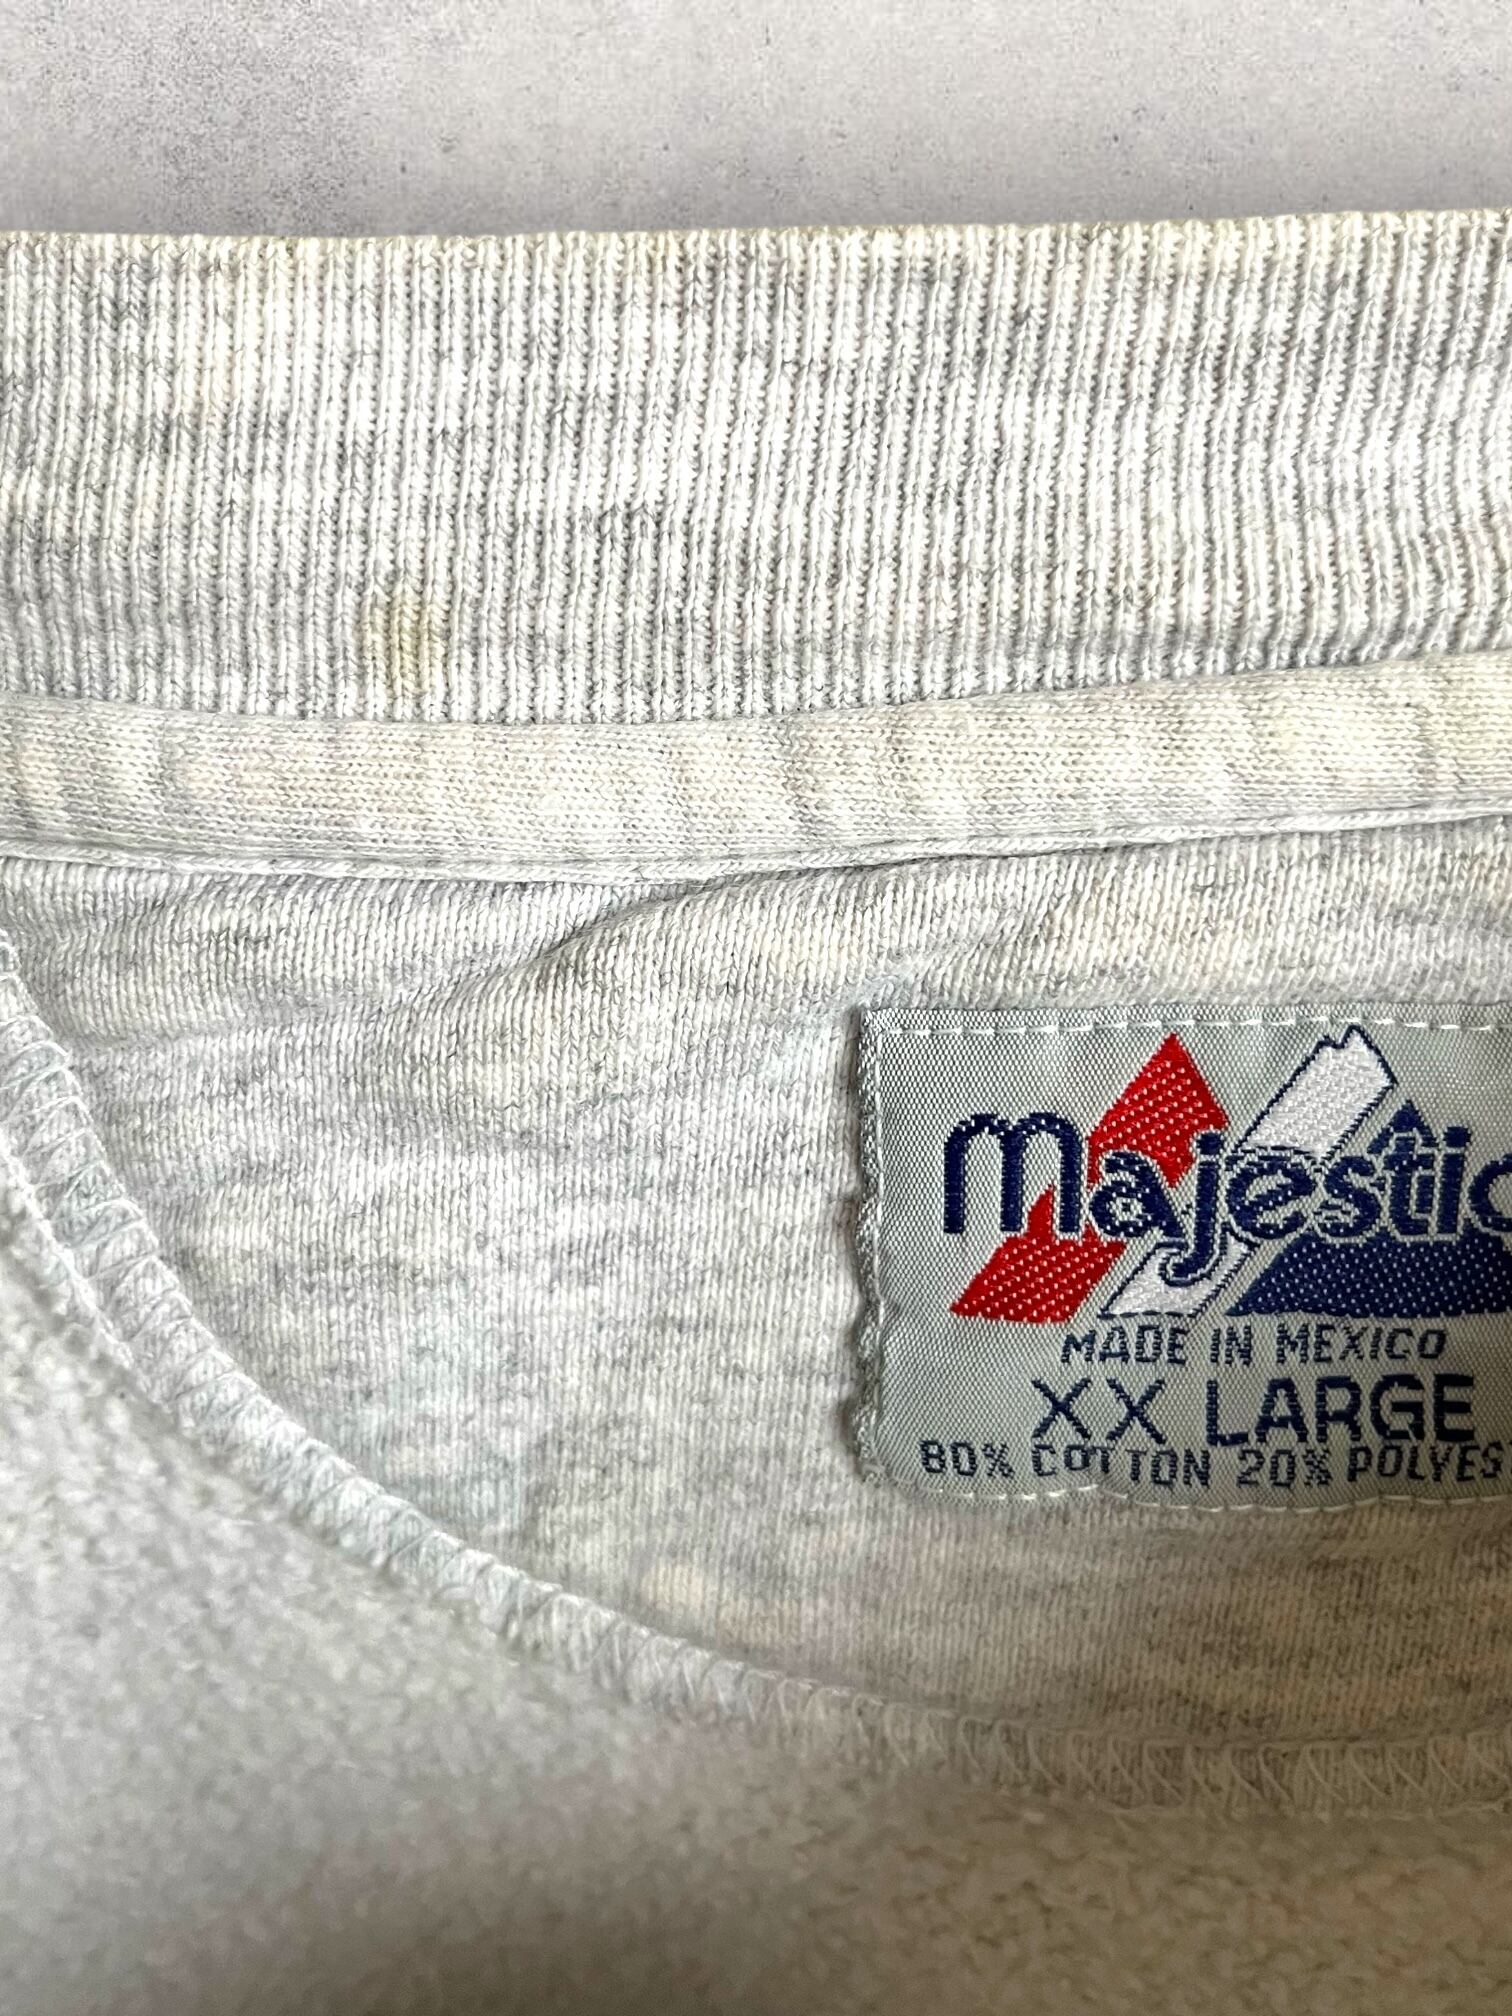 majestic
MADE IN MEXICO
XX LARGE
80% COTTON 20% POLYES